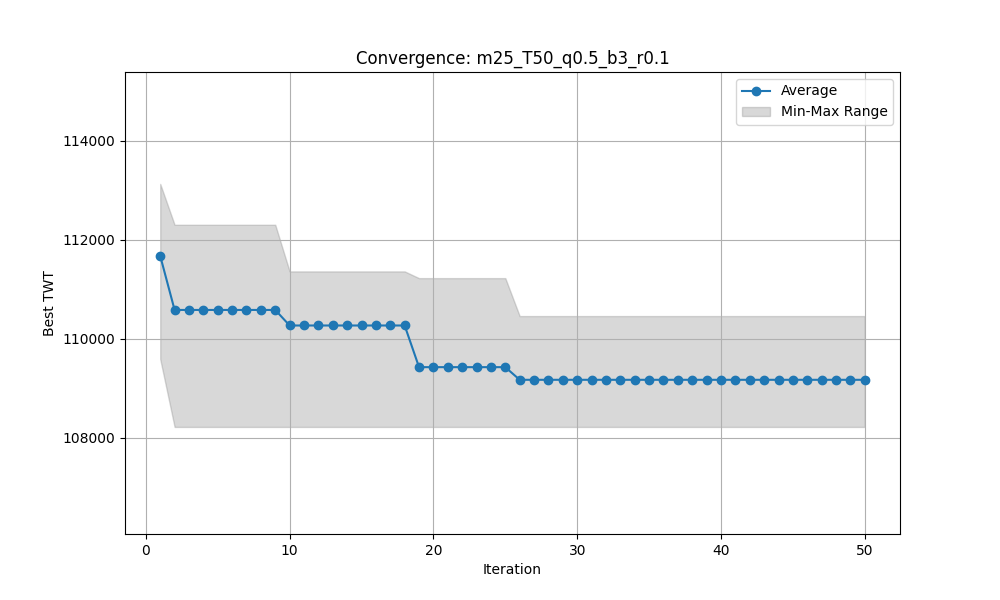 Convergence: m25_T50_q0.5_b3_r0.1
Average
Min-Max Range
114000
112000
110000
108000
Best TWT
0 10 20 30 40 50
Iteration